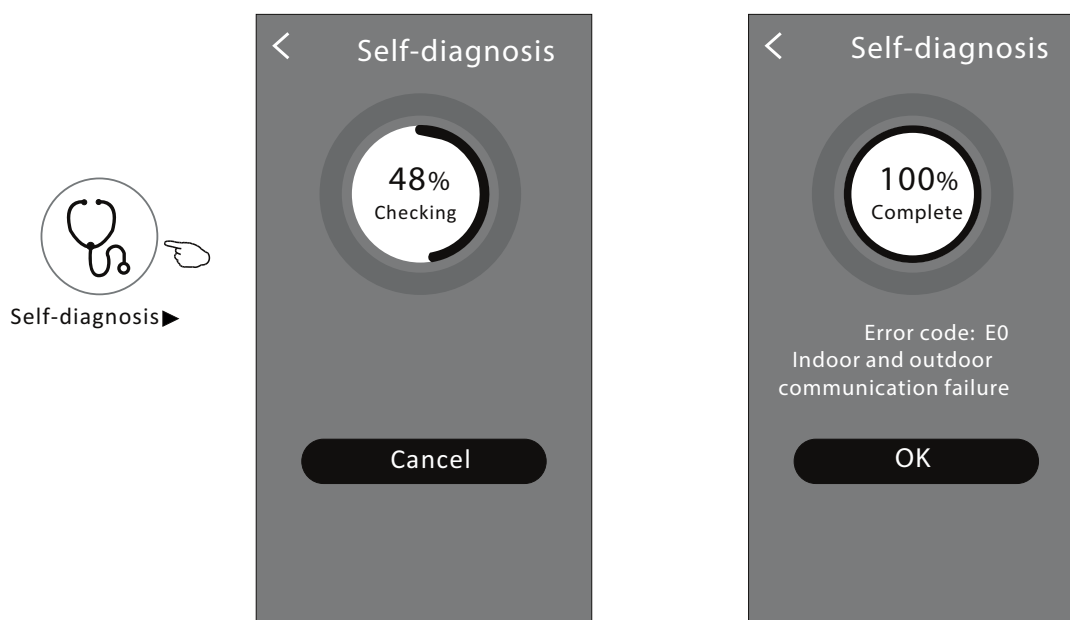 Self-diagnosis▶
Self-diagnosis
48%
Checking
Cancel
Self-diagnosis
100%
Complete
Error code: E0
Indoor and outdoor
communication failure
OK